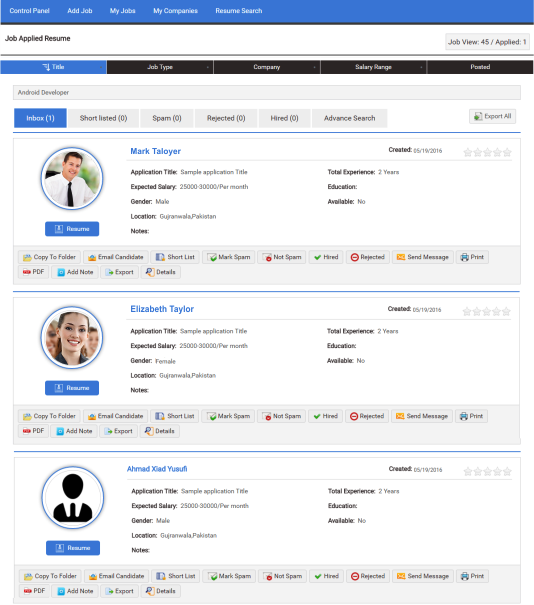 Control Panel Add Job My Jobs My Companies Resume Search
Job Applied Resume
Job View: 45 / Applied: 1
Title Job Type Company Salary Range Posted
Android Developer
Inbox (1) Short listed (0) Spam (0) Rejected (0) Hired (0) Advance Search Export All
Mark Taloyer Created: 05/19/2016
Application Title: Sample application Title Total Experience: 2 Years
Expected Salary: 25000-30000/Per month Education:
Gender: Male Available: No
Location: Gujranwala,Pakistan
Resume Notes:
Copy To Folder Email Candidate Short List Mark Spam Not Spam Hired Rejected Send Message Print
PDF Add Note Export Details
Elizabeth Taylor Created: 05/19/2016
Application Title: Sample application Title Total Experience: 2 Years
Expected Salary: 25000-30000/Per month Education:
Gender: Female Available: No
Location: Gujranwala,Pakistan
Resume Notes:
Copy To Folder Email Candidate Short List Mark Spam Not Spam Hired Rejected Send Message Print
PDF Add Note Export Details
Ahmad Xiad Yusufi Created: 05/19/2016
Application Title: Sample application Title Total Experience: 2 Years
Expected Salary: 25000-30000/Per month Education:
Gender: Male Available: No
Location: Gujranwala,Pakistan
Resume Notes:
Copy To Folder Email Candidate Short List Mark Spam Not Spam Hired Rejected Send Message Print
PDF Add Note Export Details